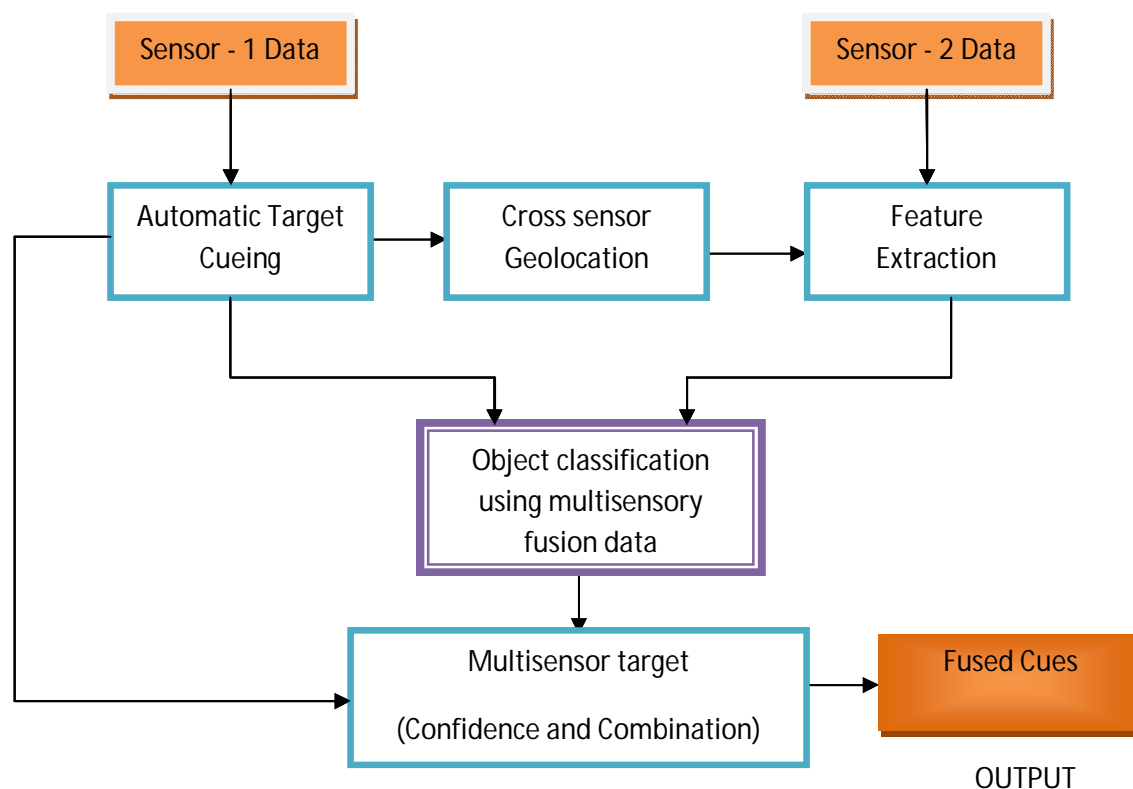 Sensor - 1 Data
Sensor - 2 Data
Automatic Target
Cueing
Cross sensor
Geolocation
Feature
Extraction
Object classification
using multisensory
fusion data
Multisensor target
(Confidence and Combination)
Fused Cues
OUTPUT